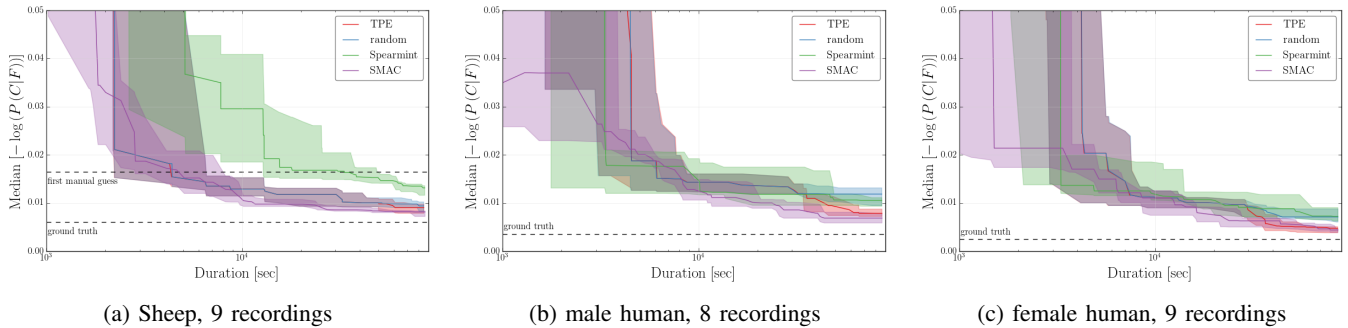 0.05
0.04
0.03
0.02
0.01
0.00
Median [− log (P (C|F))]
TPE
random
Spearmint
SMAC
first manual guess
ground truth
10³
10⁴
Duration [sec]
(a) Sheep, 9 recordings
0.05
0.04
0.03
0.02
0.01
0.00
Median [− log (P (C|F))]
TPE
random
Spearmint
SMAC
ground truth
10³
10⁴
Duration [sec]
(b) male human, 8 recordings
0.05
0.04
0.03
0.02
0.01
0.00
Median [− log (P (C|F))]
TPE
random
Spearmint
SMAC
ground truth
10³
10⁴
Duration [sec]
(c) female human, 9 recordings